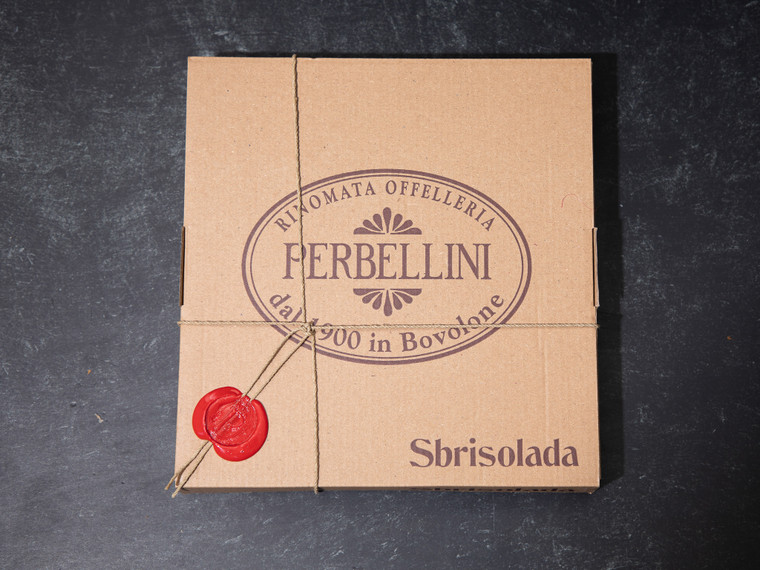 RINOMATA OFFELLERIA
PERBELLINI
dal 1900 in Bovolone
Sbrisolada